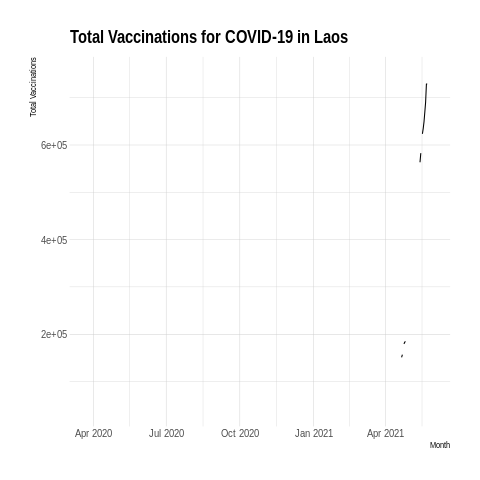 Total Vaccinations for COVID-19 in Laos
Total Vaccinations
6e+05
4e+05
2e+05
Apr 2020 Jul 2020 Oct 2020 Jan 2021 Apr 2021
Month